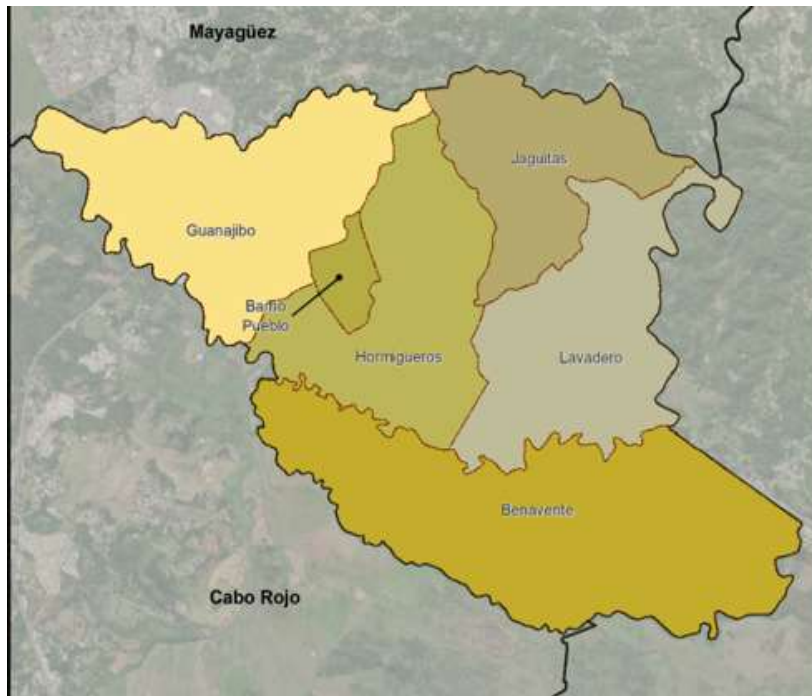 Mayagüez
Jaguitas
Guanajibo
Barrio
Pueblo
Hormigueros
Lavadero
Benavente
Cabo Rojo